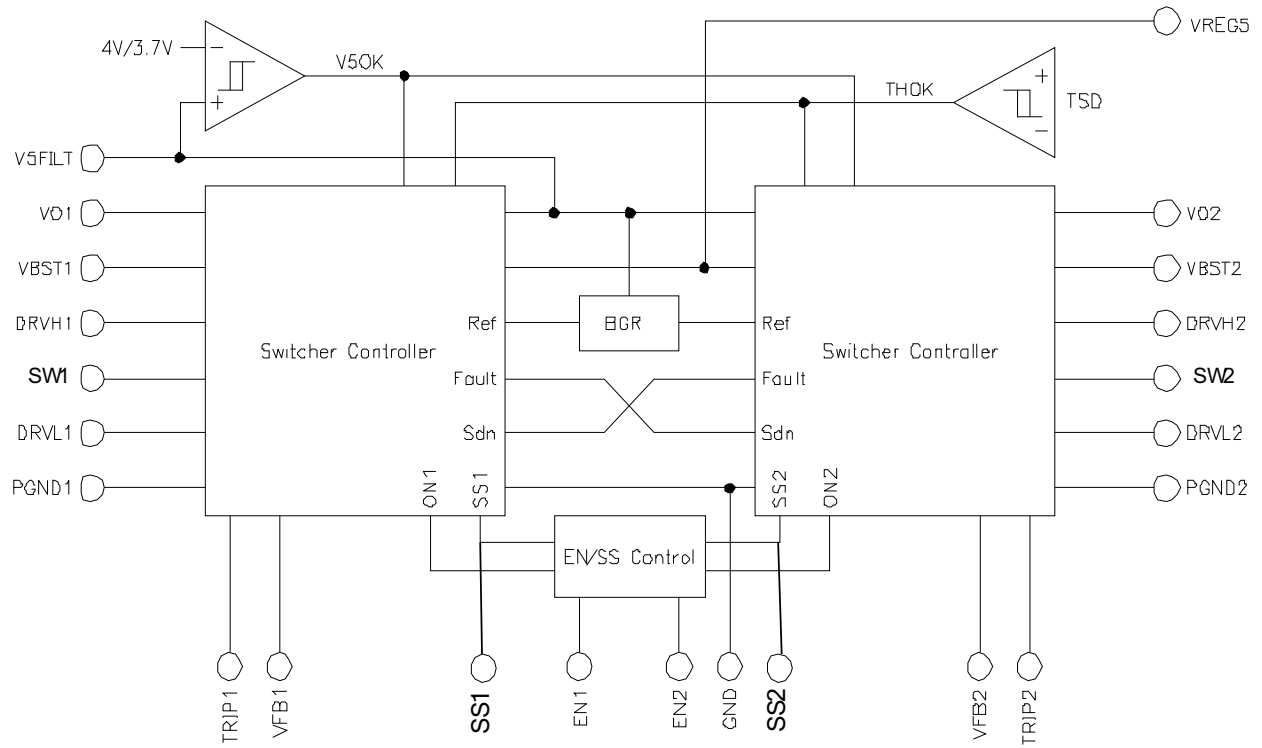 VREG5
4V/3.7V
−
V5OK
+
THOK
+
TSD
−
V5FILT
VO1
VO2
VBST1
VBST2
DRVH1
Ref
BGR
Ref
DRVH2
Switcher Controller
Switcher Controller
SW1
Fault
Fault
SW2
DRVL1
Sdn
Sdn
DRVL2
PGND1
ON1
SS1
SS2
ON2
PGND2
EN/SS Control
TRIP1
VFB1
SS1
EN1
EN2
GND
SS2
VFB2
TRIP2